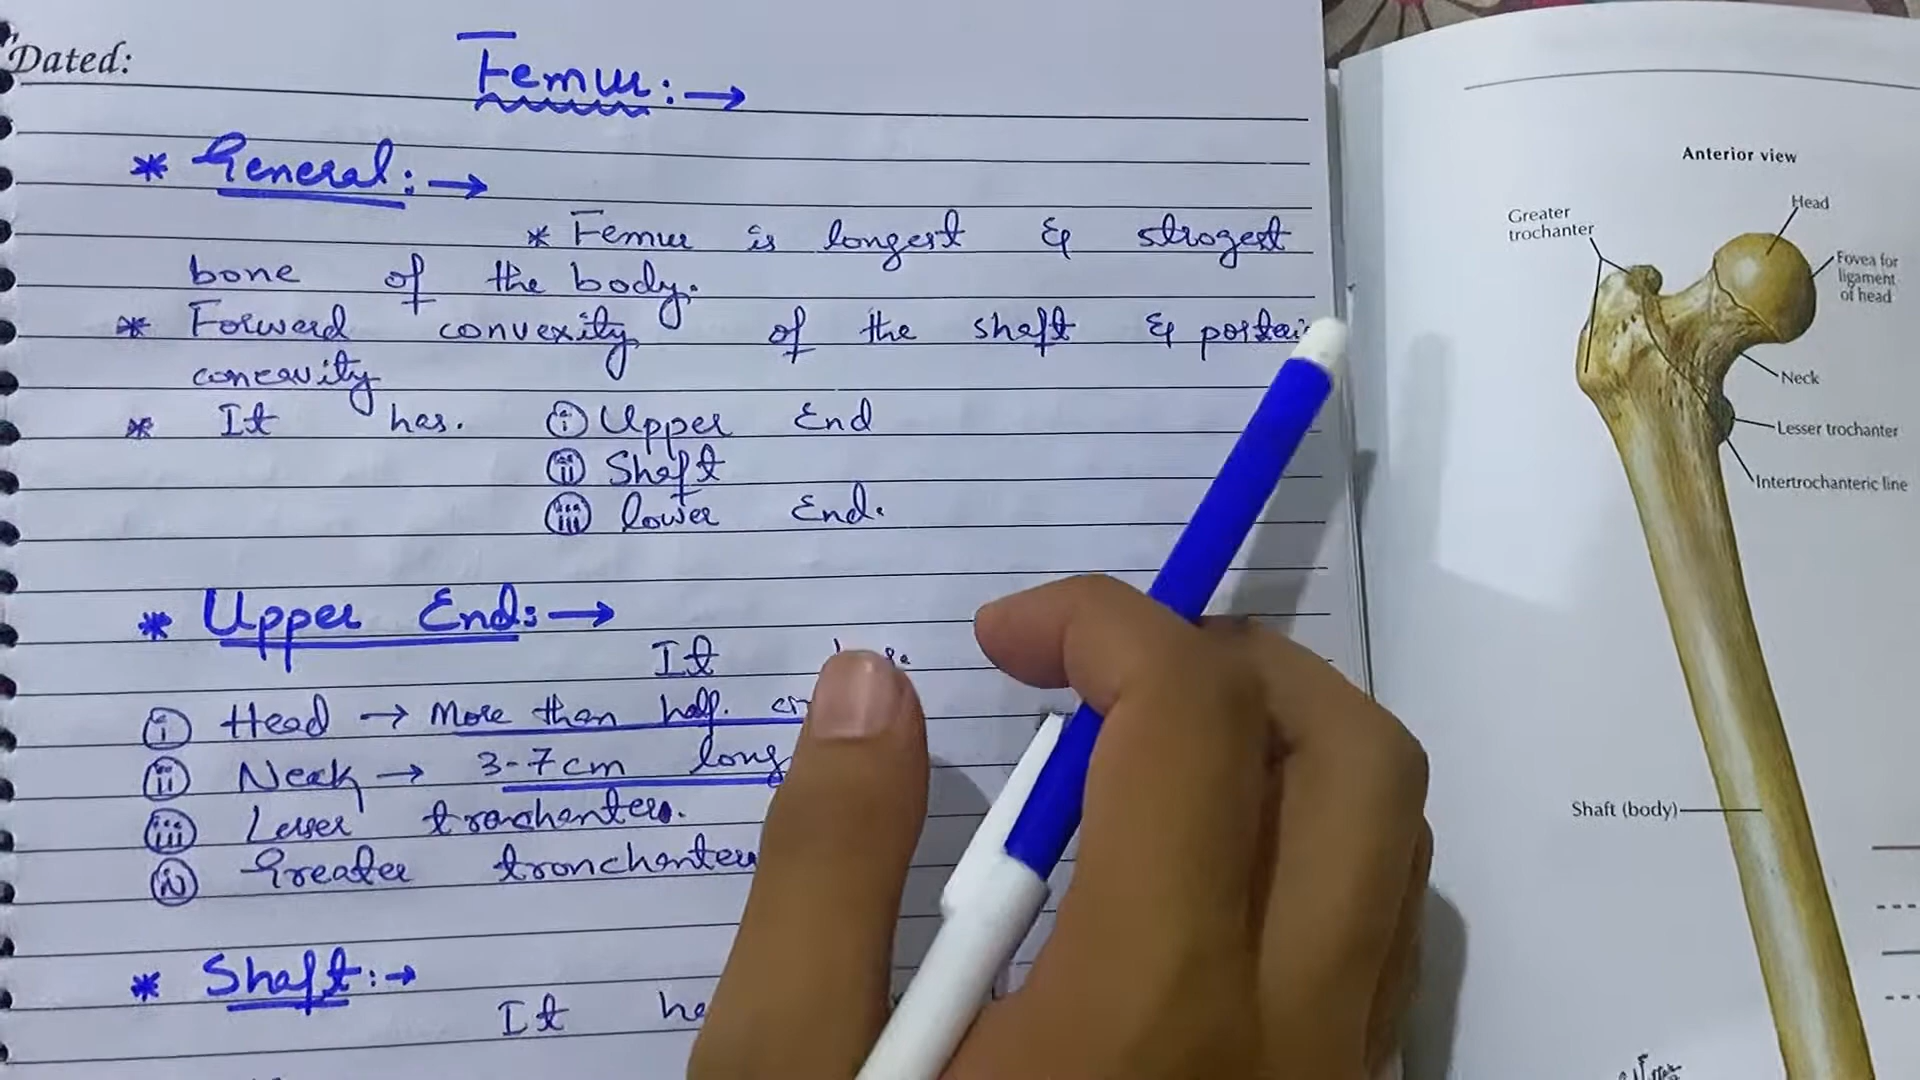 Dated:
Femur:→
* General:→
* Femur is longest & strogest
bone of the body.
* Forward convexity of the shaft &
concavity
* It has. (i) Upper End
(ii) Shaft
(iii) lower End.
* Upper End:→
It
(i) Head → More than half.
(ii) Neck → 3-7cm long
(iii) Lesser tronchenters.
(iv) Greater tronchenter
* Shaft:→
It
Anterior view
Head
Greater
trochanter
Fovea for
ligament
of head
Neck
Lesser trochanter
Intertrochanteric line
Shaft (body)